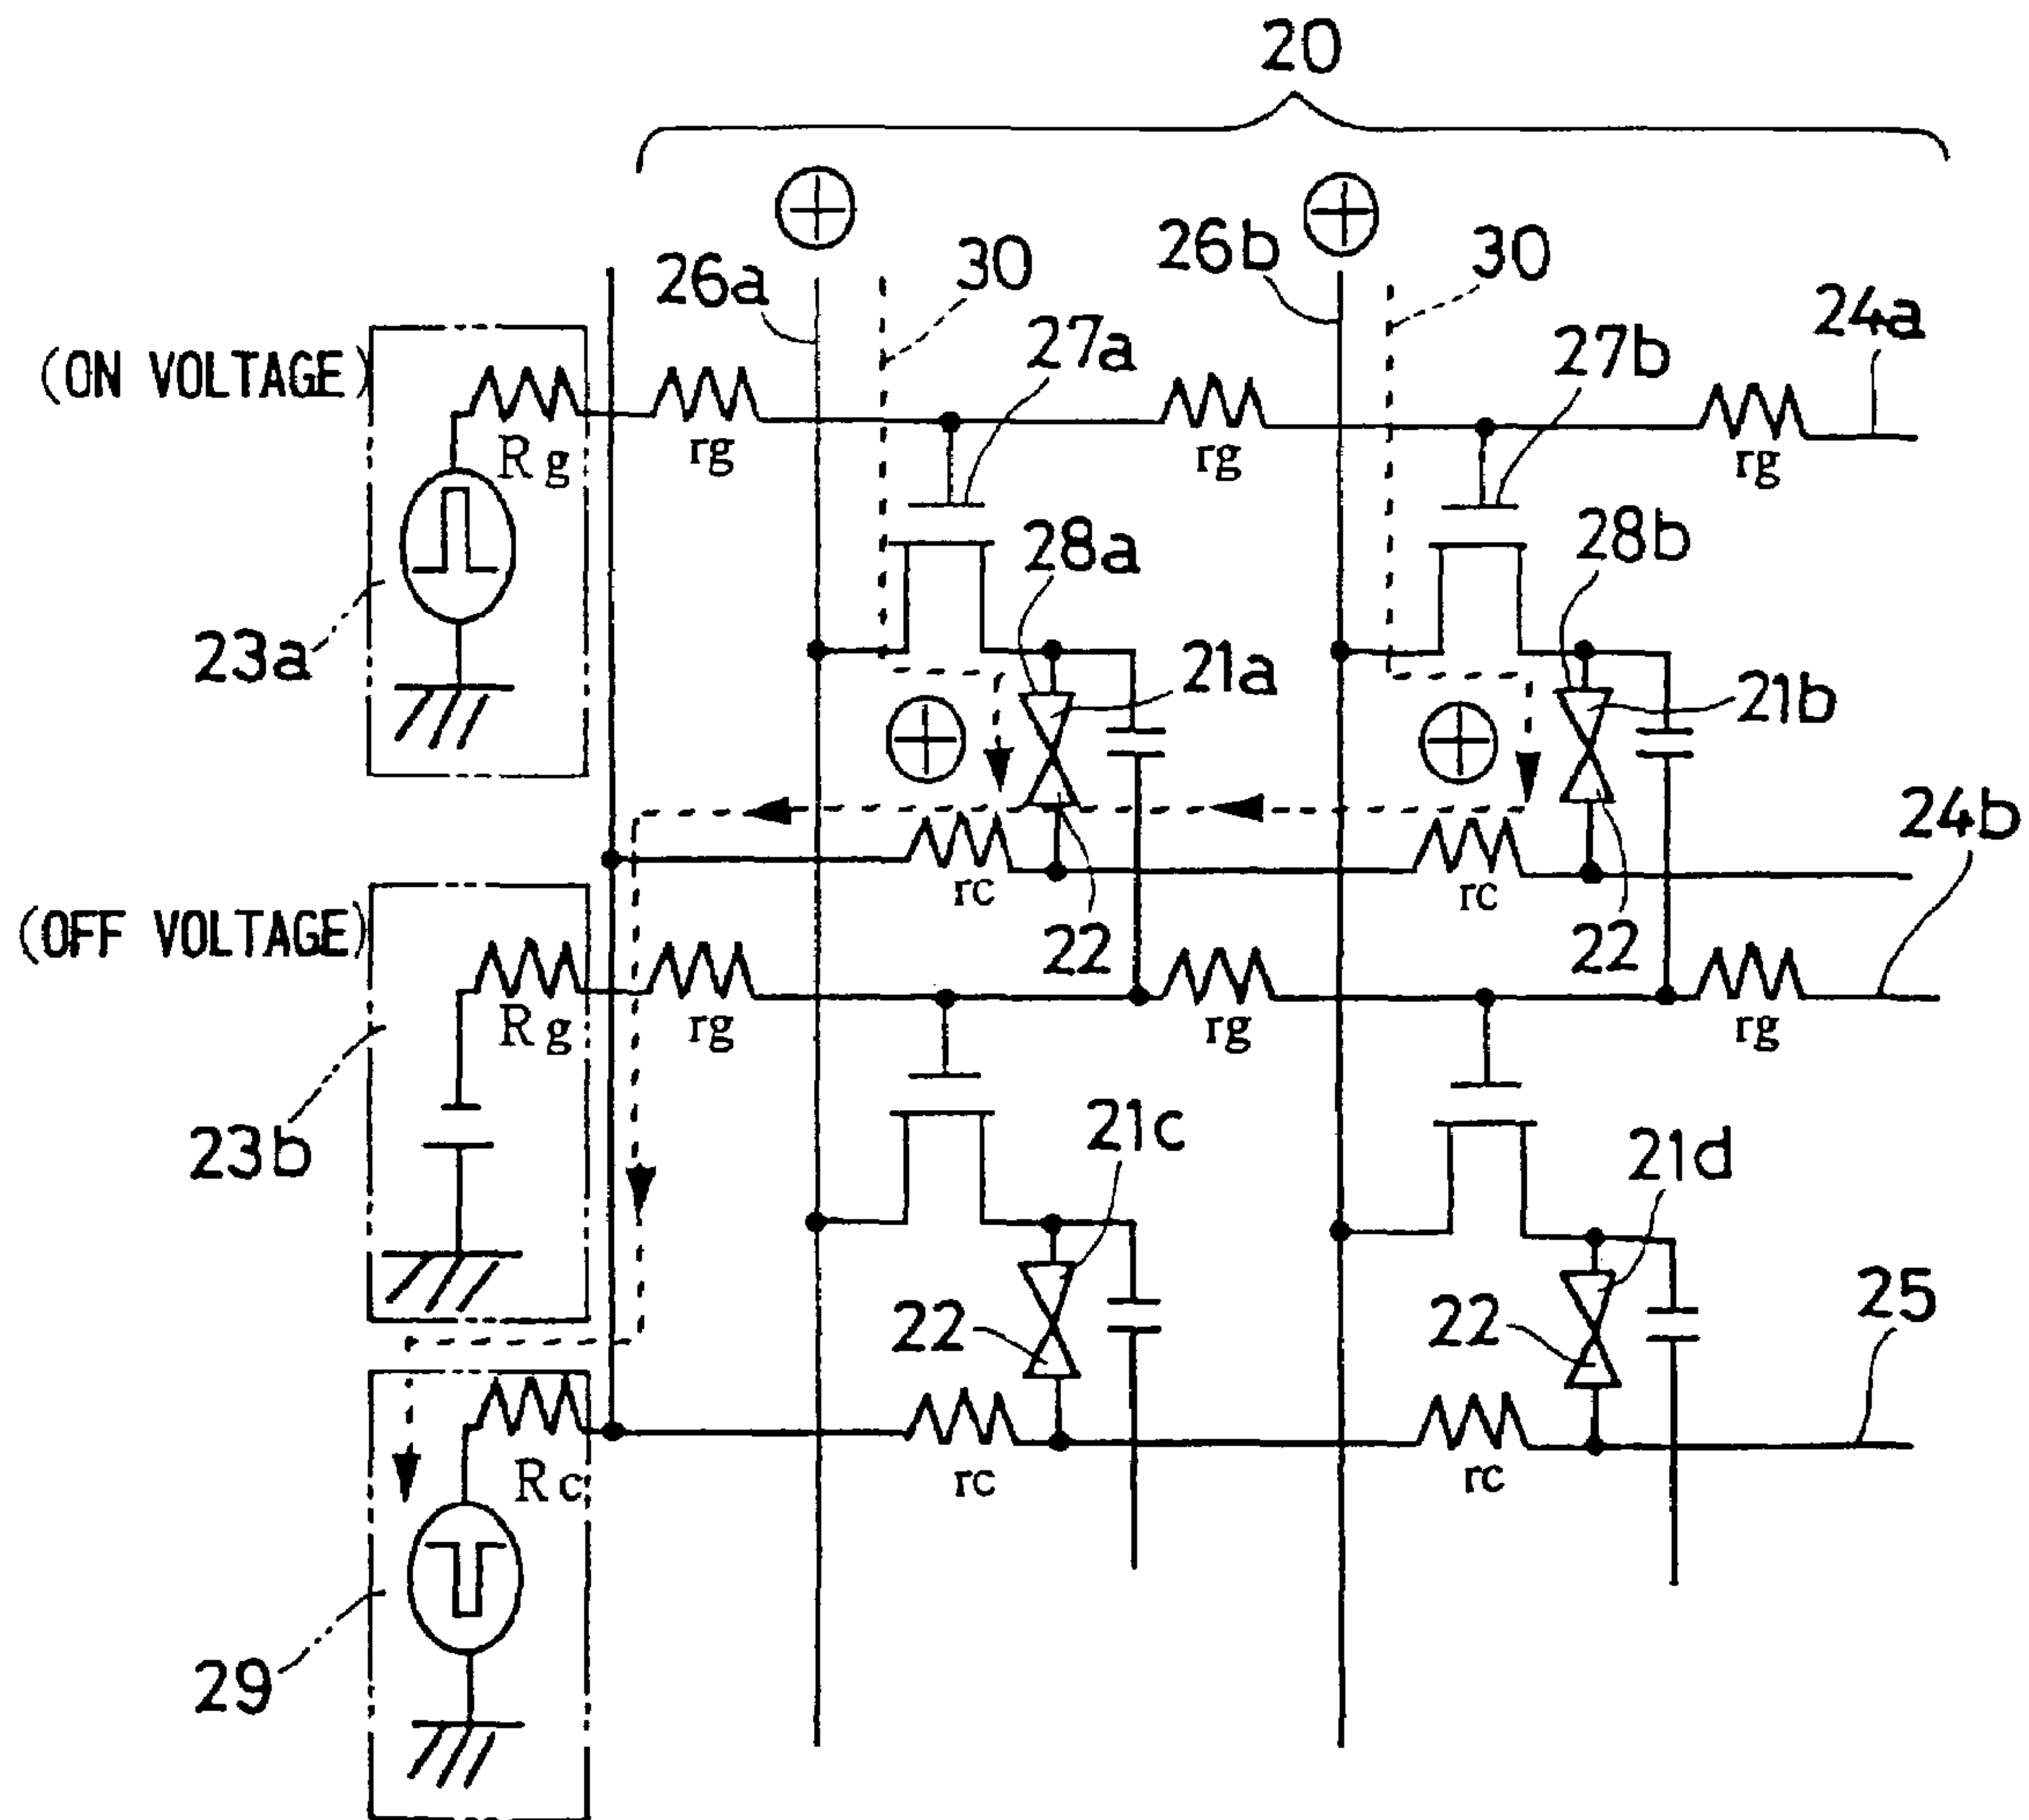 20
26a
30
26b
30
24a
27a
27b
(ON VOLTAGE)
Rg
rg
rg
rg
28a
28b
23a
21a
21b
24b
rc
rc
22
22
(OFF VOLTAGE)
Rg
rg
rg
rg
23b
21c
21d
25
22
22
Rc
rc
rc
29